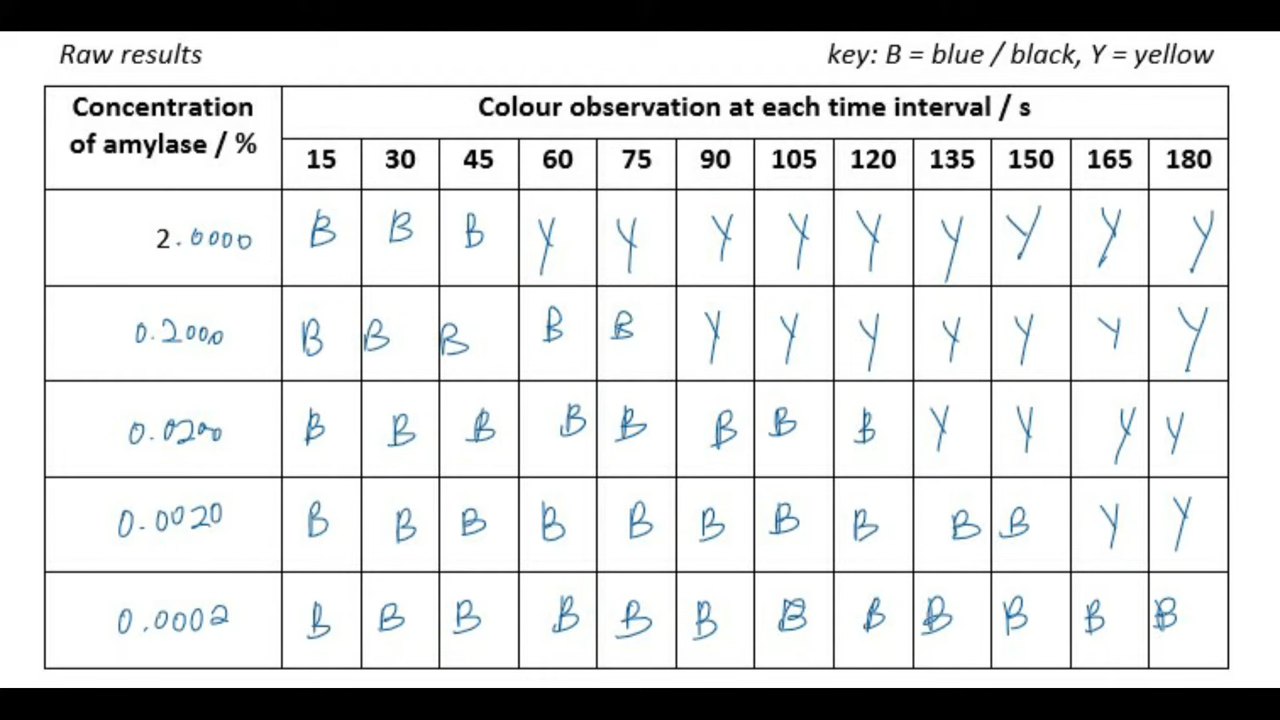 Raw results key: B = blue / black, Y = yellow
Concentration of amylase / % Colour observation at each time interval / s
15 30 45 60 75 90 105 120 135 150 165 180
2.0000 B B B Y Y Y Y Y Y Y Y Y
0.2000 B B B B B Y Y Y Y Y Y Y
0.0200 B B B B B B B B Y Y Y Y
0.0020 B B B B B B B B B B Y Y
0.0002 B B B B B B B B B B B B